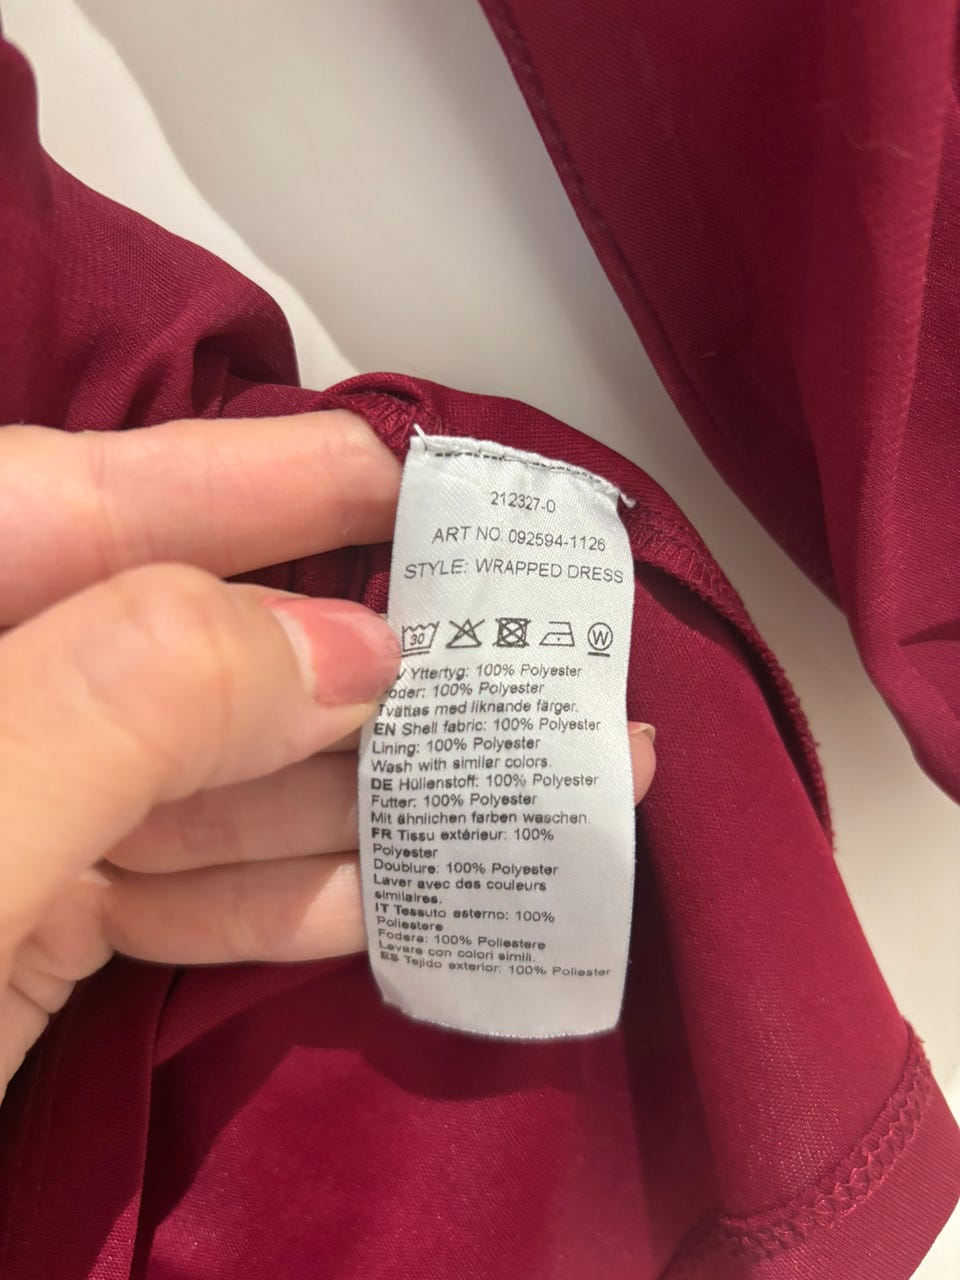 212327-0
ART NO. 092594-1126
STYLE: WRAPPED DRESS
30 W
Yttertyg: 100% Polyester
100% Polyester
Tvättas med liknande färger.
EN Shell fabric: 100% Polyester
Lining: 100% Polyester
Wash with similar colors.
DE Hüllenstoff: 100% Polyester
Futter: 100% Polyester
Mit ähnlichen farben waschen.
FR Tissu extérieur: 100%
Polyester
Doublure: 100% Polyester
Laver avec des couleurs
similaires.
IT Tessuto esterno: 100%
Poliestere
Fodera: 100% Poliestere
Lavare con colori simili.
ES Tejido exterior: 100% Poliester